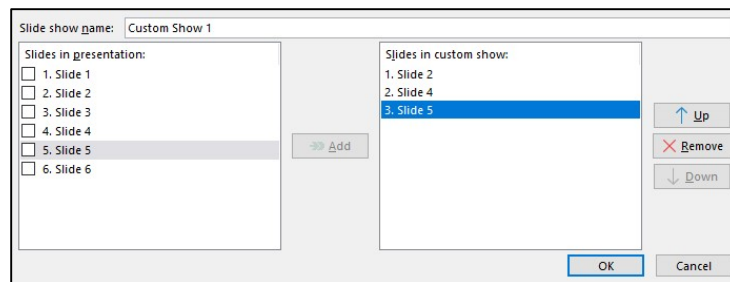 Slide show name: Custom Show 1
Slides in presentation:
1. Slide 1
2. Slide 2
3. Slide 3
4. Slide 4
5. Slide 5
6. Slide 6
Add
Slides in custom show:
1. Slide 2
2. Slide 4
3. Slide 5
Up
Remove
Down
OK Cancel